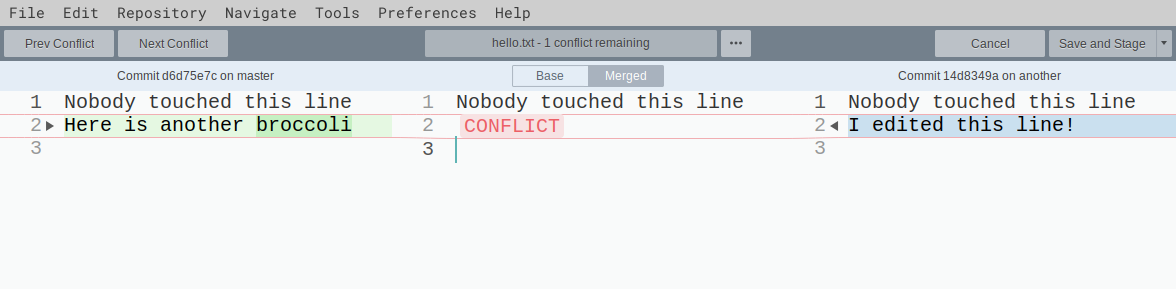 File Edit Repository Navigate Tools Preferences Help
Prev Conflict Next Conflict hello.txt - 1 conflict remaining ··· Cancel Save and Stage
Commit d6d75e7c on master Base Merged Commit 14d8349a on another
1 Nobody touched this line 1 Nobody touched this line 1 Nobody touched this line
2 Here is another broccoli 2 CONFLICT 2 I edited this line!
3 3 3